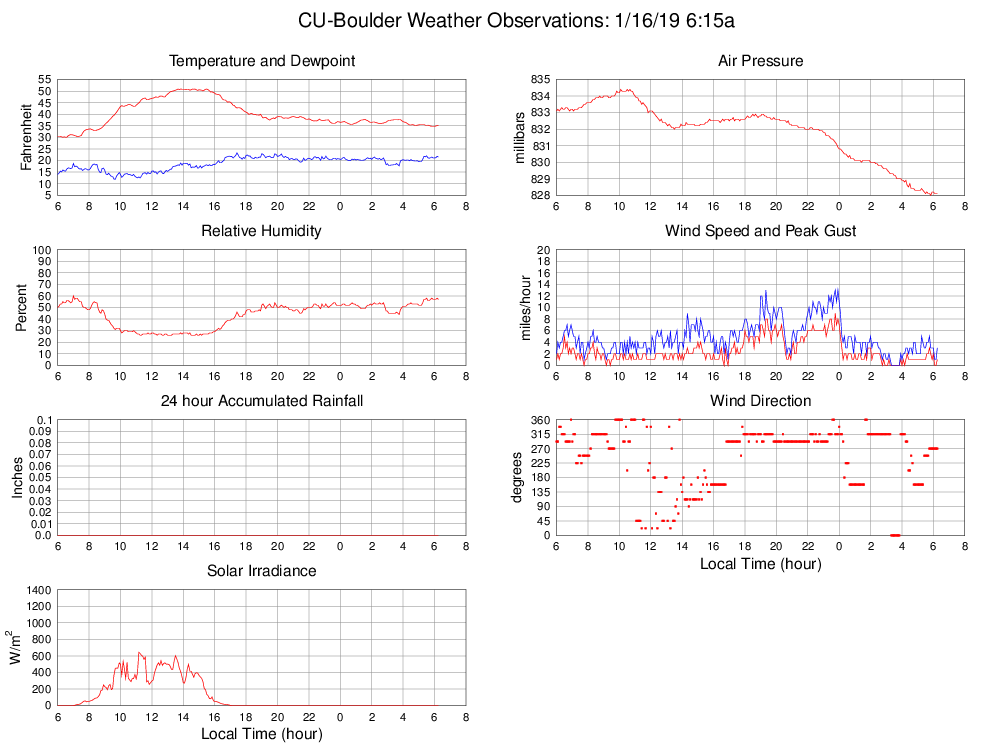 CU-Boulder Weather Observations: 1/16/19 6:15a
Temperature and Dewpoint
Fahrenheit
55
50
45
40
35
30
25
20
15
10
5
6 8 10 12 14 16 18 20 22 0 2 4 6 8
Air Pressure
millibars
835
834
833
832
831
830
829
828
6 8 10 12 14 16 18 20 22 0 2 4 6 8
Relative Humidity
Percent
100
90
80
70
60
50
40
30
20
10
0
6 8 10 12 14 16 18 20 22 0 2 4 6 8
Wind Speed and Peak Gust
miles/hour
20
18
16
14
12
10
8
6
4
2
0
6 8 10 12 14 16 18 20 22 0 2 4 6 8
24 hour Accumulated Rainfall
Inches
0.1
0.09
0.08
0.07
0.06
0.05
0.04
0.03
0.02
0.01
0.0
6 8 10 12 14 16 18 20 22 0 2 4 6 8
Wind Direction
degrees
360
315
270
225
180
135
90
45
0
6 8 10 12 14 16 18 20 22 0 2 4 6 8
Local Time (hour)
Solar Irradiance
W/m²
1400
1200
1000
800
600
400
200
0
6 8 10 12 14 16 18 20 22 0 2 4 6 8
Local Time (hour)